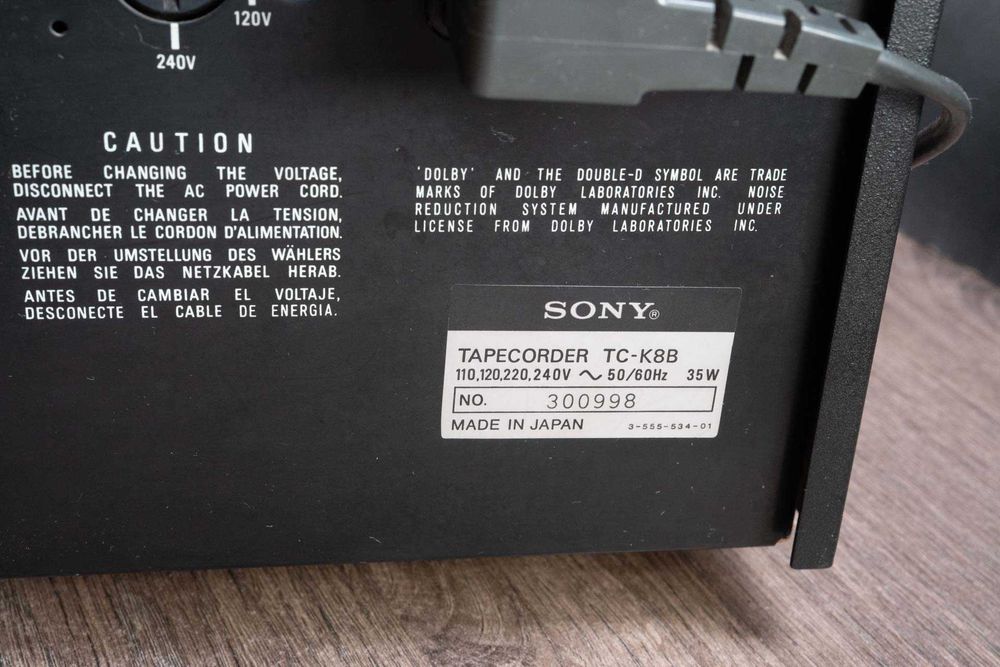 120V
240V
CAUTION
BEFORE CHANGING THE VOLTAGE,
DISCONNECT THE AC POWER CORD.
AVANT DE CHANGER LA TENSION,
DEBRANCHER LE CORDON D'ALIMENTATION.
VOR DER UMSTELLUNG DES WÄHLERS
ZIEHEN SIE DAS NETZKABEL HERAB.
ANTES DE CAMBIAR EL VOLTAJE,
DESCONECTE EL CABLE DE ENERGIA.
'DOLBY' AND THE DOUBLE-D SYMBOL ARE TRADE
MARKS OF DOLBY LABORATORIES INC. NOISE
REDUCTION SYSTEM MANUFACTURED UNDER
LICENSE FROM DOLBY LABORATORIES INC.
SONY®
TAPECORDER TC-K8B
110,120,220,240V ~ 50/60Hz 35W
NO. 300998
MADE IN JAPAN 3-555-534-01